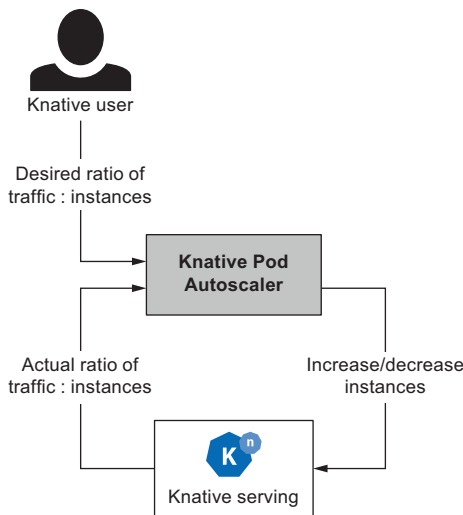 Knative user
Desired ratio of
traffic : instances
Knative Pod
Autoscaler
Actual ratio of
traffic : instances
Increase/decrease
instances
K
n
Knative serving